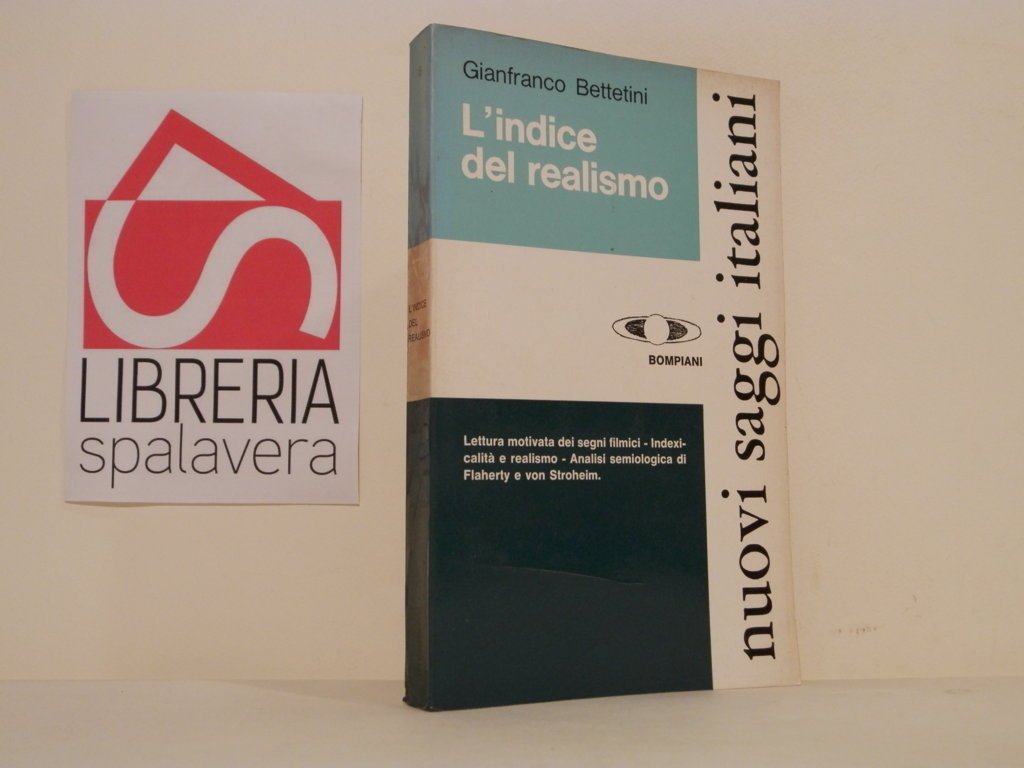 LIBRERIA
spalavera
Gianfranco Bettetini
L'indice
del realismo
BOMPIANI
Lettura motivata dei segni filmici - Indexi-
calità e realismo - Analisi semiologica di
Flaherty e von Stroheim.
nuovi saggi italiani
L'INDICE
DEL
REALISMO